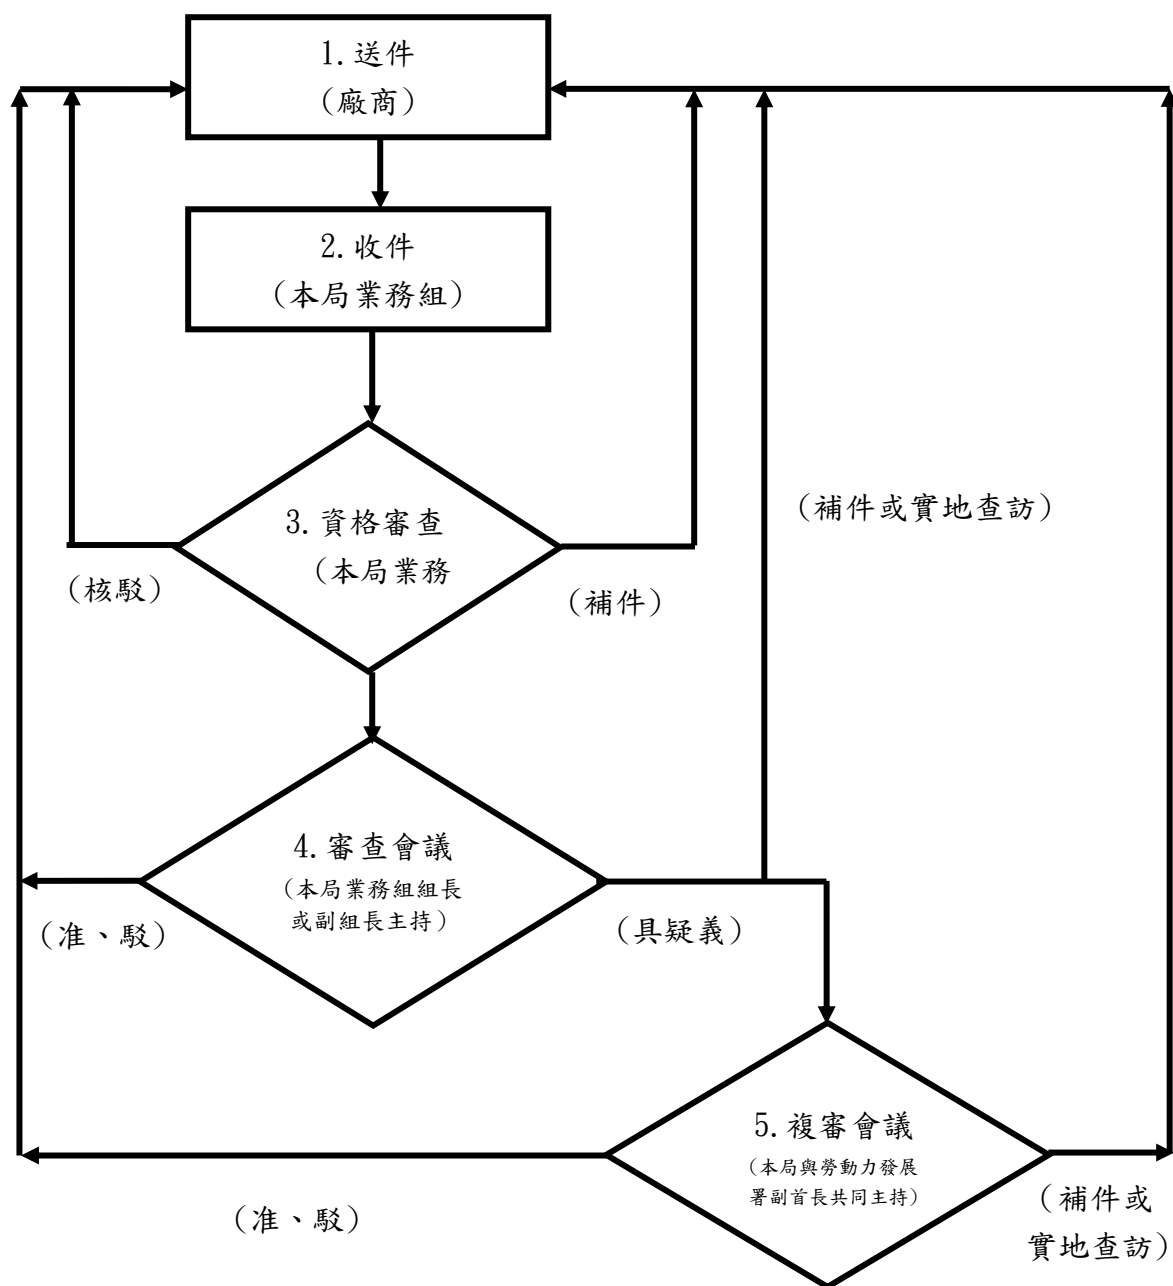 1.送件
(廠商)
2.收件
(本局業務組)
3.資格審查
(本局業務
(核駁)
(補件)
(補件或實地查訪)
4.審查會議
(本局業務組組長
或副組長主持)
(准、駁)
(具疑義)
5.複審會議
(本局與勞動力發展
署副首長共同主持)
(准、駁)
(補件或
實地查訪)